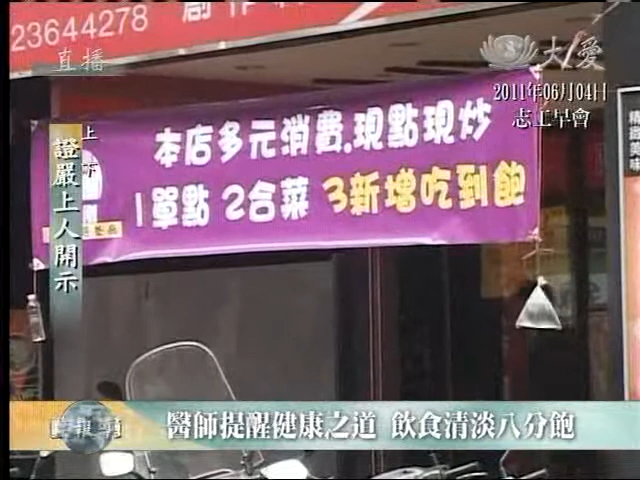 23644278
直播
大愛
2011年06月04日
志工早會
本店多元消費.現點現炒
1單點 2合菜 3新增吃到飽
證嚴上人開示
醫師提醒健康之道 飲食清淡八分飽